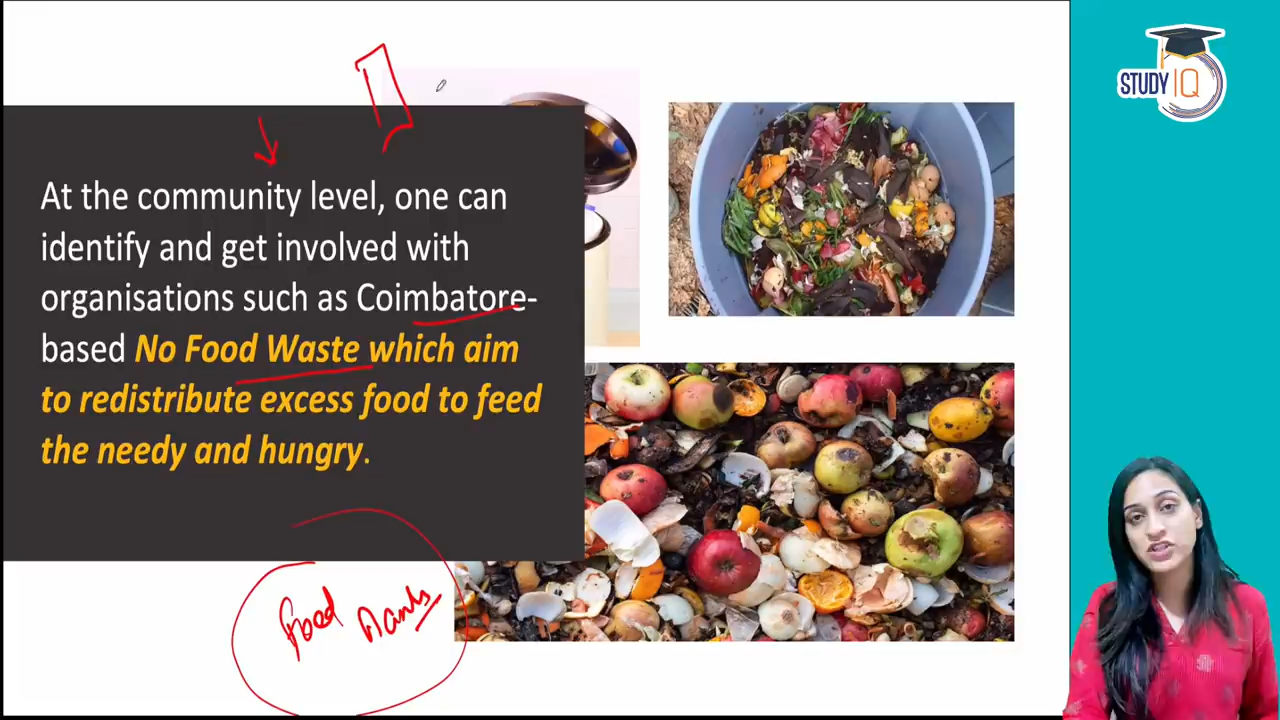 At the community level, one can
identify and get involved with
organisations such as Coimbatore-
based No Food Waste which aim
to redistribute excess food to feed
the needy and hungry.
Food Banks
STUDY IQ